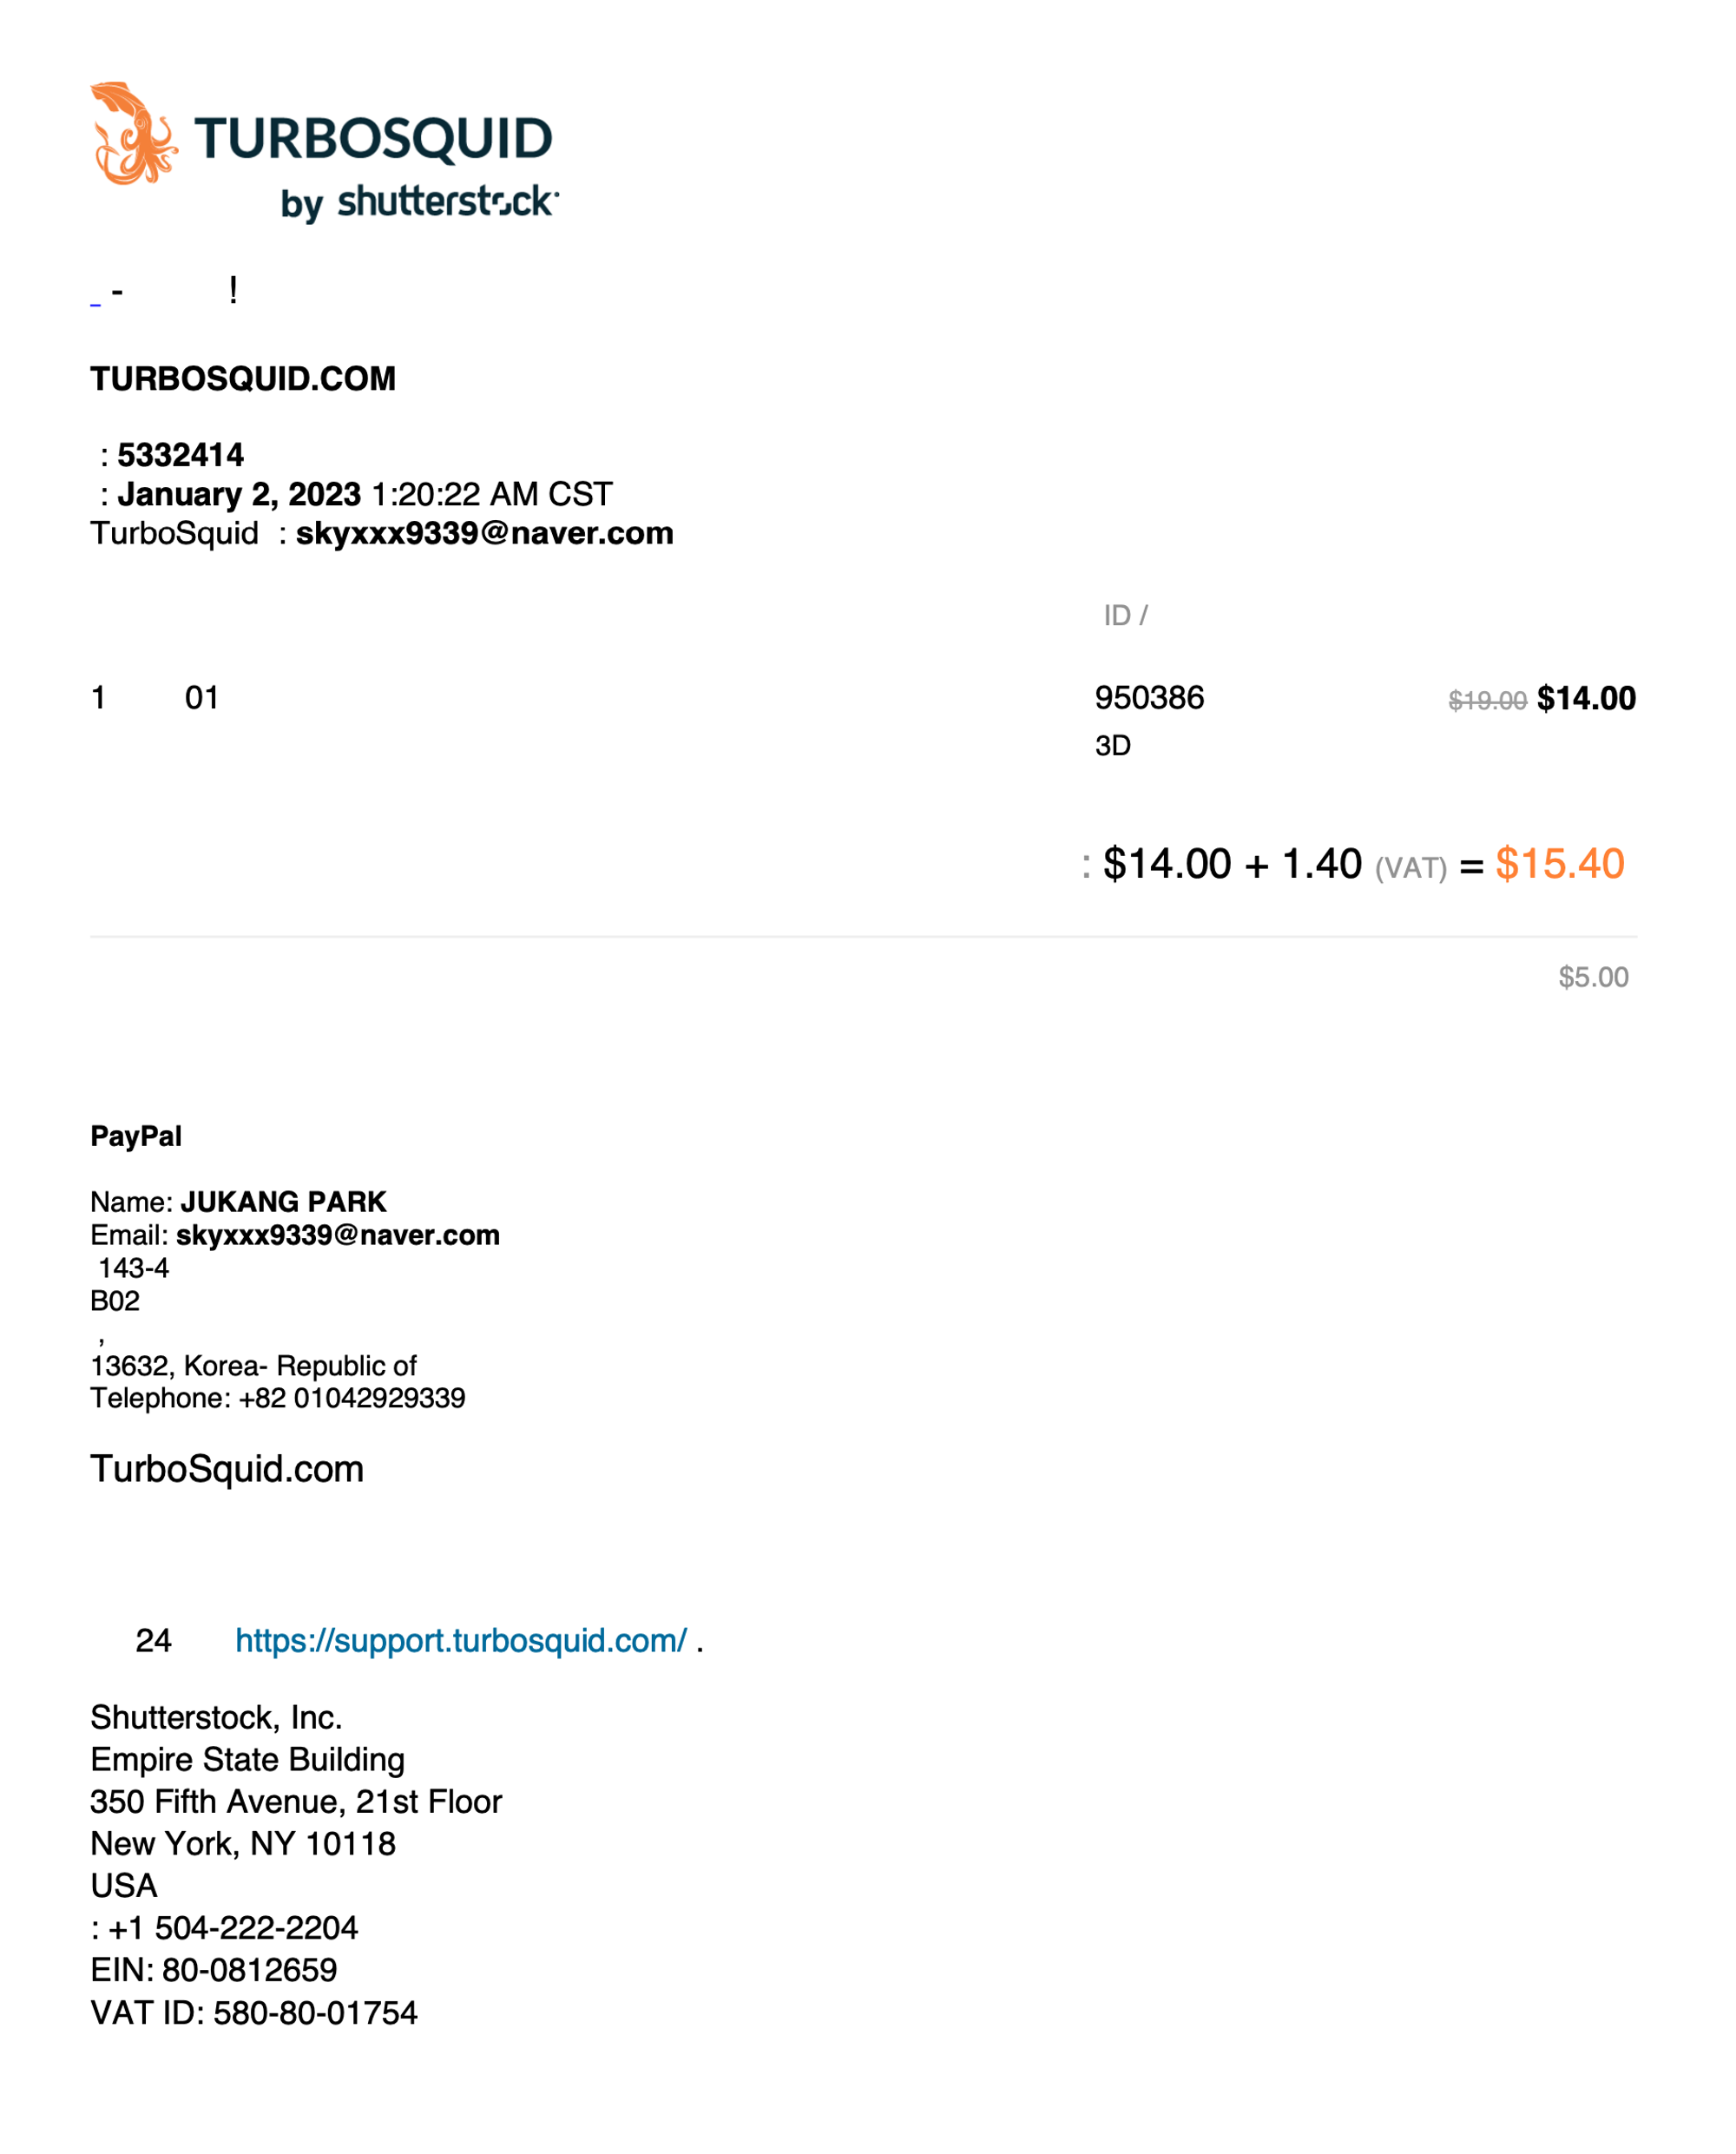 TURBOSQUID
by shutterstock
_ - !
TURBOSQUID.COM
: 5332414
: January 2, 2023 1:20:22 AM CST
TurboSquid : skyxxx9339@naver.com
ID /
1 01 950386 $19.00 $14.00
3D
: $14.00 + 1.40 (VAT) = $15.40
$5.00
PayPal
Name: JUKANG PARK
Email: skyxxx9339@naver.com
143-4
B02
,
13632, Korea- Republic of
Telephone: +82 01042929339
TurboSquid.com
24 https://support.turbosquid.com/ .
Shutterstock, Inc.
Empire State Building
350 Fifth Avenue, 21st Floor
New York, NY 10118
USA
: +1 504-222-2204
EIN: 80-0812659
VAT ID: 580-80-01754